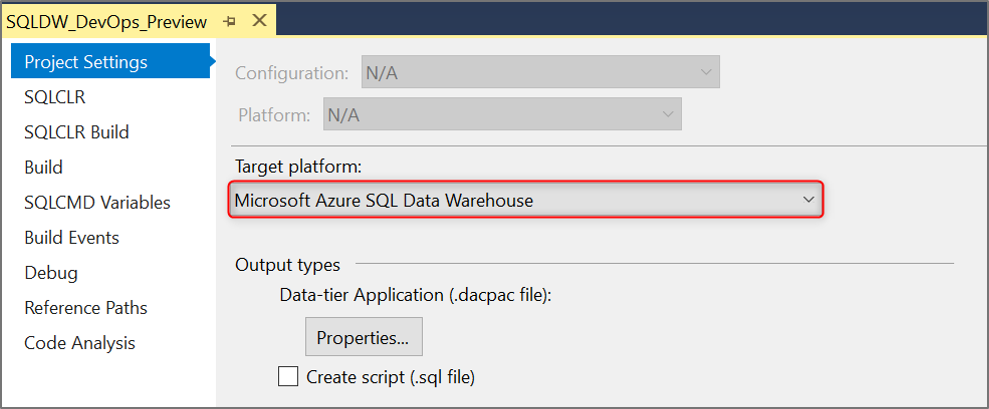 SQLDW_DevOps_Preview
Project Settings
SQLCLR
SQLCLR Build
Build
SQLCMD Variables
Build Events
Debug
Reference Paths
Code Analysis
Configuration: N/A
Platform: N/A
Target platform:
Microsoft Azure SQL Data Warehouse
Output types
Data-tier Application (.dacpac file):
Properties...
Create script (.sql file)